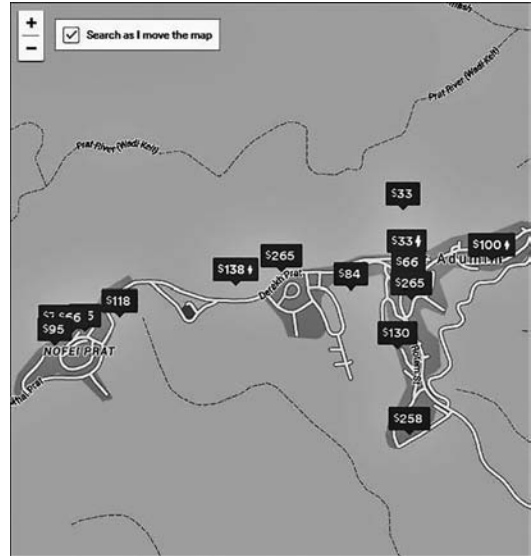 +
−
Search as I move the map
Prat River (Wadi Kelt)
Prat River (Wadi Kelt)
$33
$33
$100
$66
$265
$138
$84
$265
Derekh Prat
$118
$95
$130
NOFEI PRAT
$258